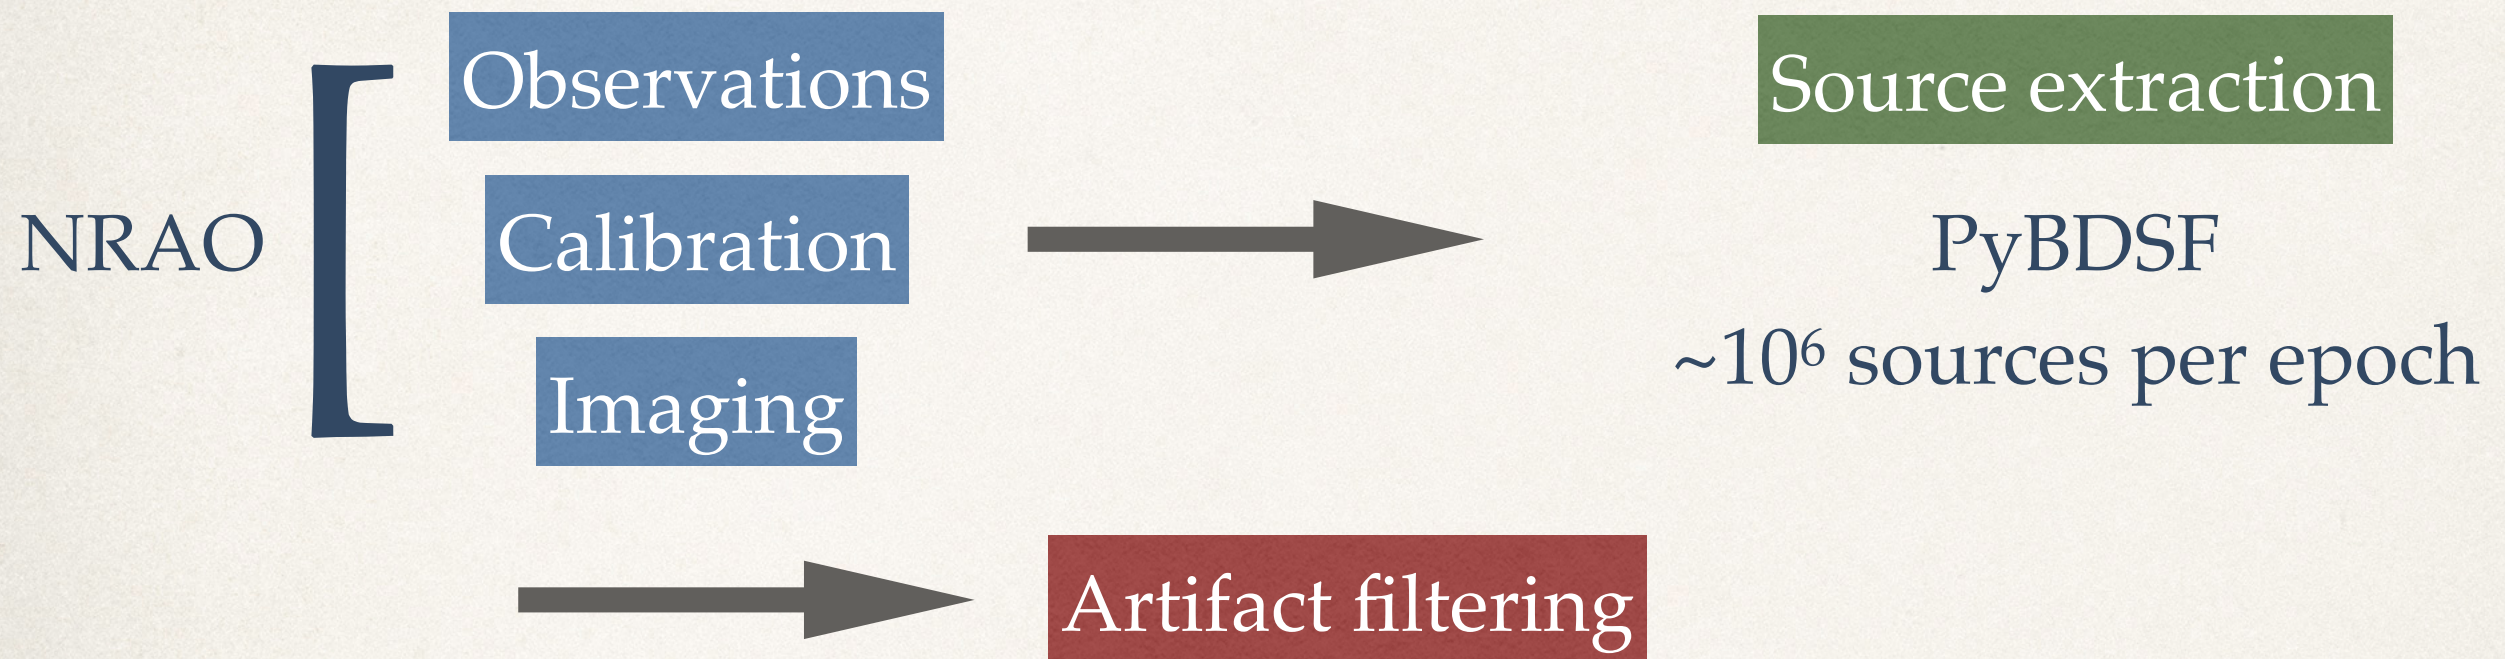 NRAO
Observations
Calibration
Imaging
Source extraction
PyBDSF
~10⁶ sources per epoch
Artifact filtering